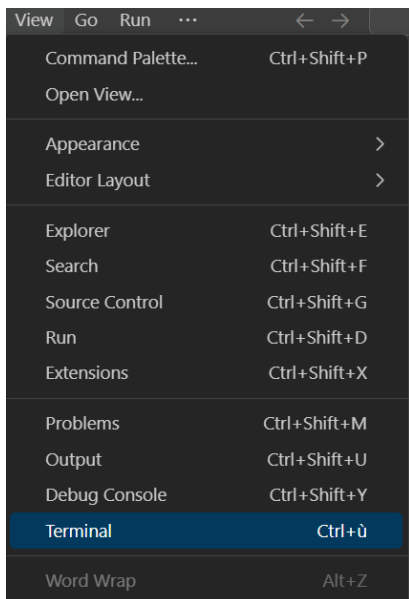 View Go Run ···
Command Palette... Ctrl+Shift+P
Open View...
Appearance
Editor Layout
Explorer Ctrl+Shift+E
Search Ctrl+Shift+F
Source Control Ctrl+Shift+G
Run Ctrl+Shift+D
Extensions Ctrl+Shift+X
Problems Ctrl+Shift+M
Output Ctrl+Shift+U
Debug Console Ctrl+Shift+Y
Terminal Ctrl+ù
Word Wrap Alt+Z